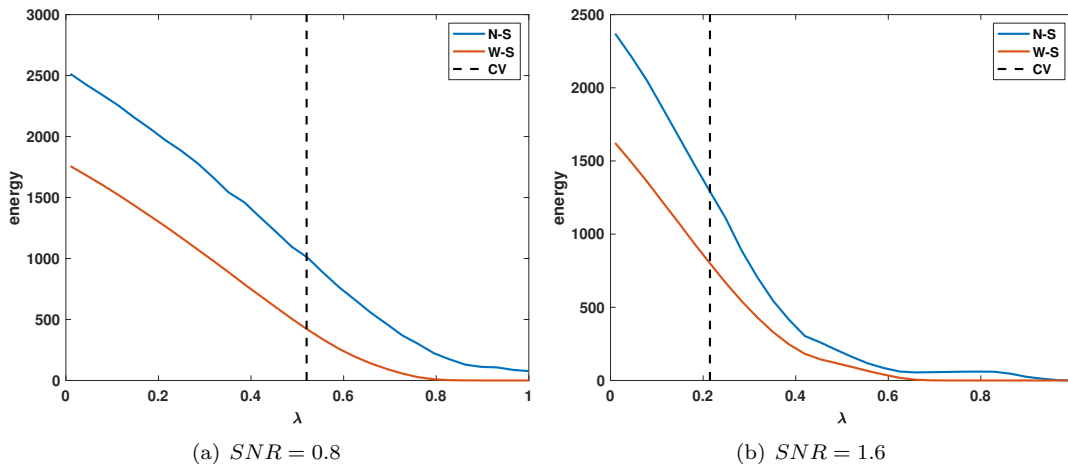 3000
2500
2000
1500
1000
500
0
energy
0 0.2 0.4 0.6 0.8 1
λ
N-S
W-S
CV
(a) SNR = 0.8
2500
2000
1500
1000
500
0
energy
0 0.2 0.4 0.6 0.8
λ
N-S
W-S
CV
(b) SNR = 1.6